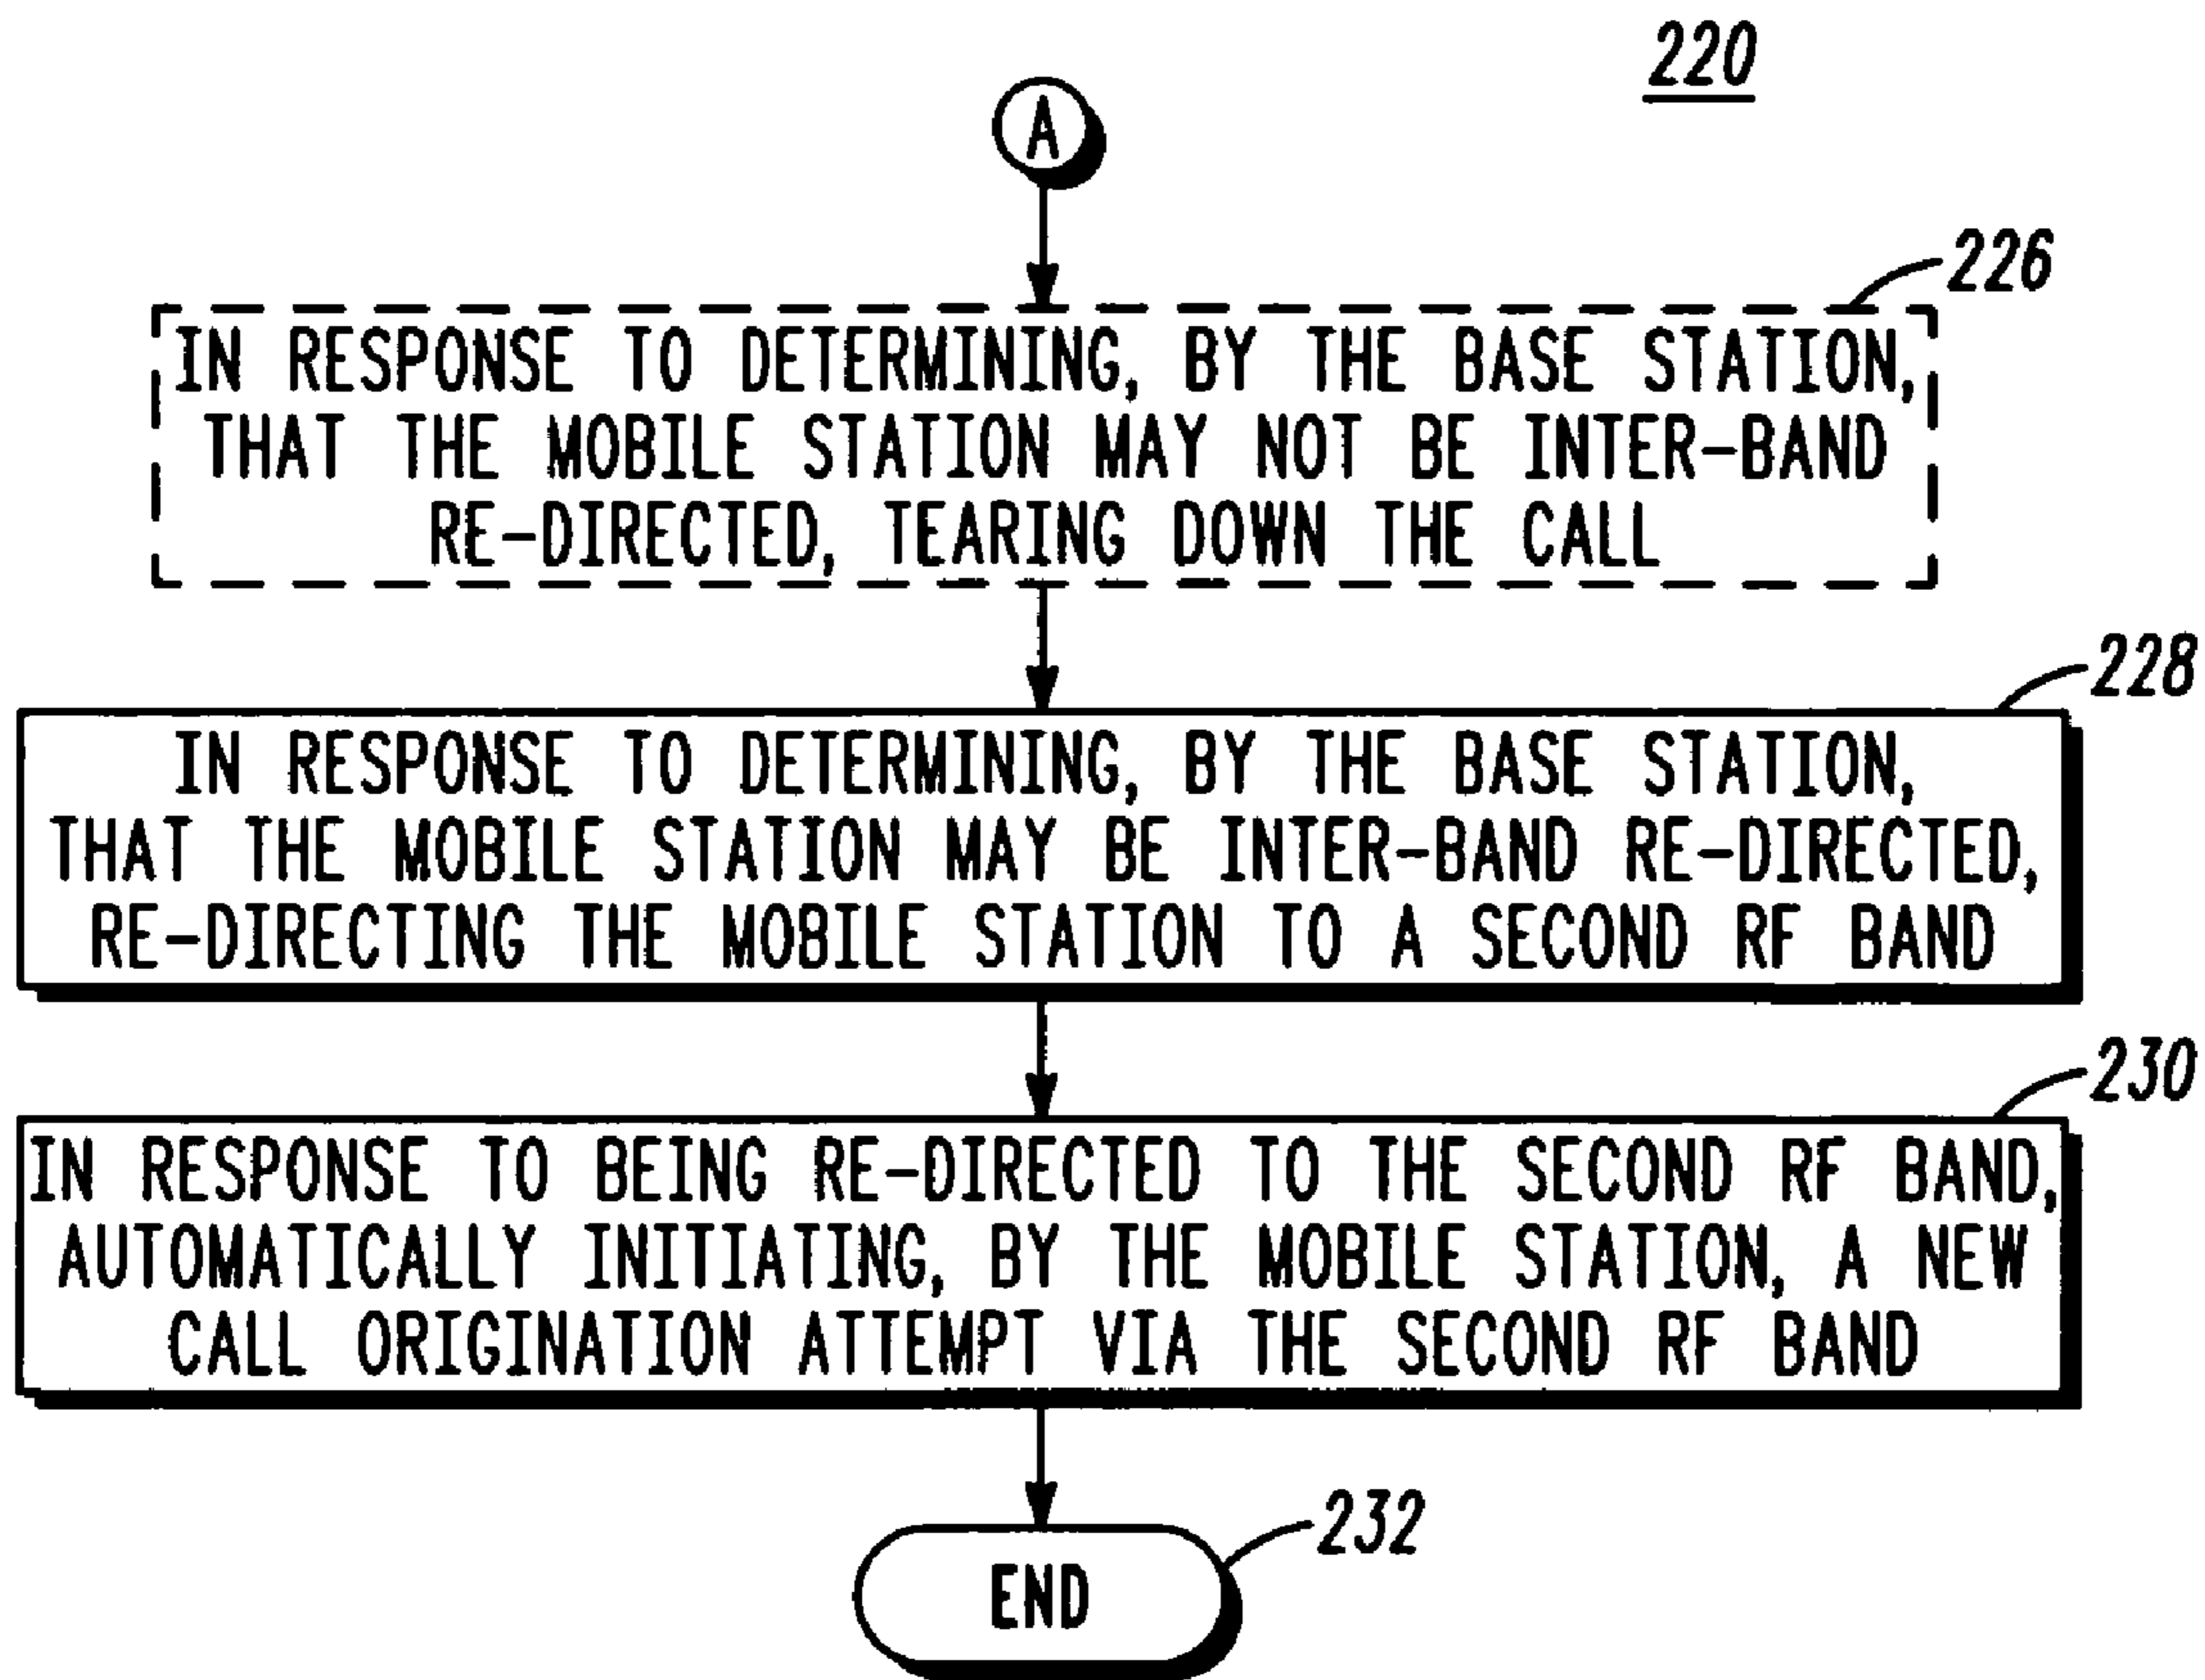 220
A
226
IN RESPONSE TO DETERMINING, BY THE BASE STATION,
THAT THE MOBILE STATION MAY NOT BE INTER-BAND
RE-DIRECTED, TEARING DOWN THE CALL
228
IN RESPONSE TO DETERMINING, BY THE BASE STATION,
THAT THE MOBILE STATION MAY BE INTER-BAND RE-DIRECTED,
RE-DIRECTING THE MOBILE STATION TO A SECOND RF BAND
230
IN RESPONSE TO BEING RE-DIRECTED TO THE SECOND RF BAND,
AUTOMATICALLY INITIATING, BY THE MOBILE STATION, A NEW
CALL ORIGINATION ATTEMPT VIA THE SECOND RF BAND
232
END